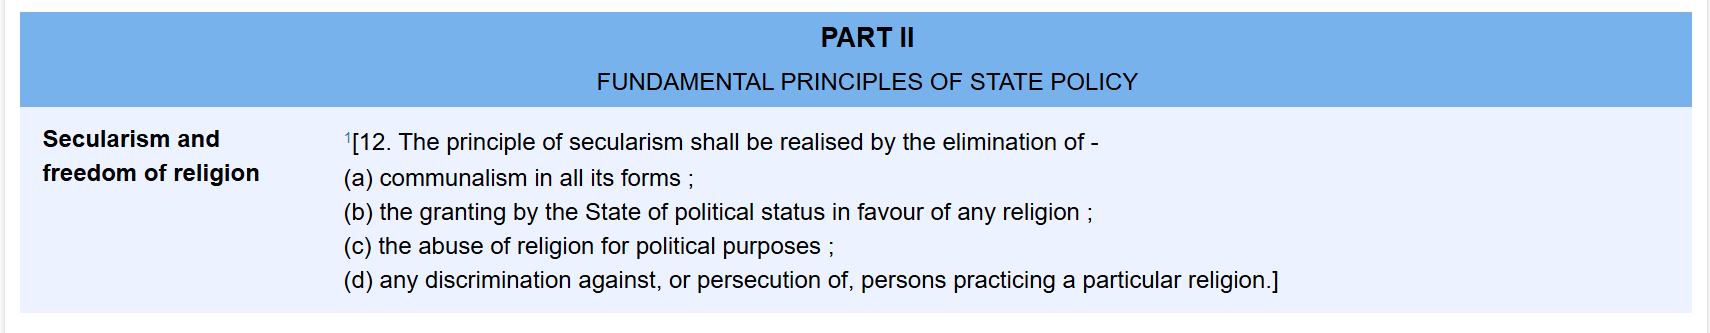 PART II
FUNDAMENTAL PRINCIPLES OF STATE POLICY
Secularism and
freedom of religion
1[12. The principle of secularism shall be realised by the elimination of -
(a) communalism in all its forms ;
(b) the granting by the State of political status in favour of any religion ;
(c) the abuse of religion for political purposes ;
(d) any discrimination against, or persecution of, persons practicing a particular religion.]